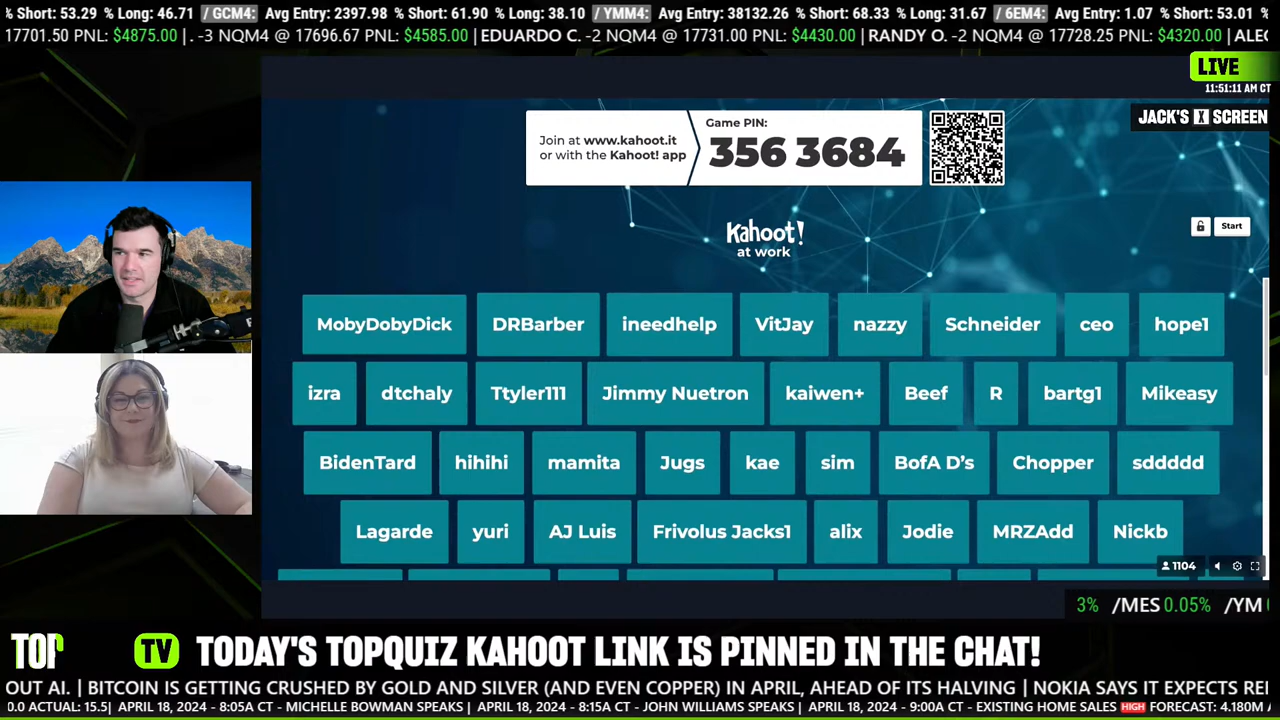 % Short: 53.29 % Long: 46.71 / GCM4: Avg Entry: 2397.98 % Short: 61.90 % Long: 38.10 / YMM4: Avg Entry: 38132.26 % Short: 68.33 % Long: 31.67 / 6EM4: Avg Entry: 1.07 % Short: 53.01 %
17701.50 PNL: $4875.00 | . -3 NQM4 @ 17696.67 PNL: $4585.00 | EDUARDO C. -2 NQM4 @ 17731.00 PNL: $4430.00 | RANDY O. -2 NQM4 @ 17728.25 PNL: $4320.00 |
LIVE
11:51:11 AM CT
JACK'S X SCREEN
Join at www.kahoot.it
or with the Kahoot! app
Game PIN:
356 3684
Kahoot!
at work
Start
MobyDobyDick DRBarber ineedhelp VitJay nazzy Schneider ceo hope1
izra dtchaly Ttyler111 Jimmy Nuetron kaiwen+ Beef R bartg1 Mikeasy
BidenTard hihihi mamita Jugs kae sim BofA D's Chopper sddddd
Lagarde yuri AJ Luis Frivolus Jacks1 alix Jodie MRZAdd Nickb
1104
3% /MES 0.05% /YM
TOP TV TODAY'S TOPQUIZ KAHOOT LINK IS PINNED IN THE CHAT!
OUT AI. | BITCOIN IS GETTING CRUSHED BY GOLD AND SILVER (AND EVEN COPPER) IN APRIL, AHEAD OF ITS HALVING | NOKIA SAYS IT EXPECTS
0.0 ACTUAL: 15.5| APRIL 18, 2024 - 8:05A CT - MICHELLE BOWMAN SPEAKS| APRIL 18, 2024 - 8:15A CT - JOHN WILLIAMS SPEAKS| APRIL 18, 2024 - 9:00A CT - EXISTING HOME SALES HIGH FORECAST: 4.180M